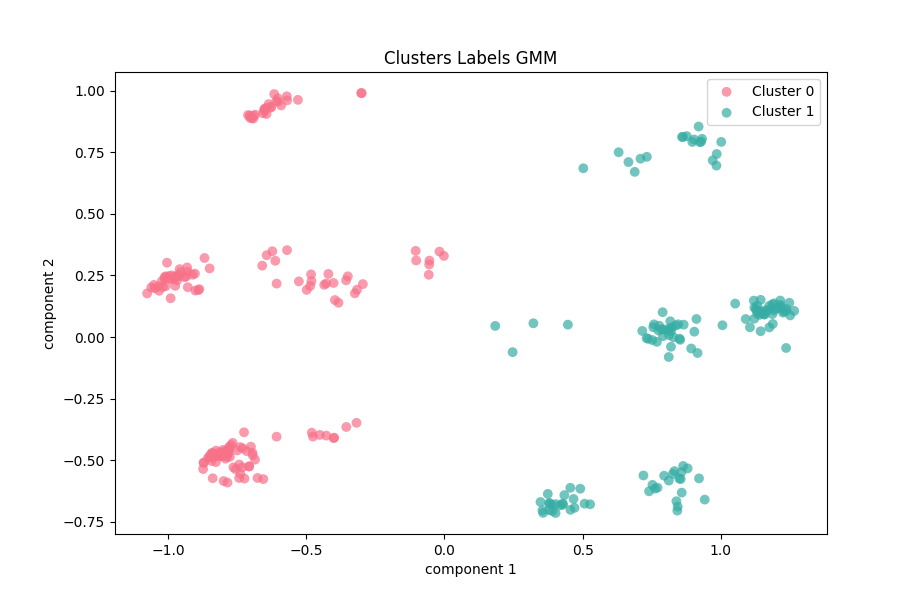 Clusters Labels GMM
Cluster 0
Cluster 1
1.00
0.75
0.50
0.25
0.00
−0.25
−0.50
−0.75
component 2
−1.0
−0.5
0.0
0.5
1.0
component 1